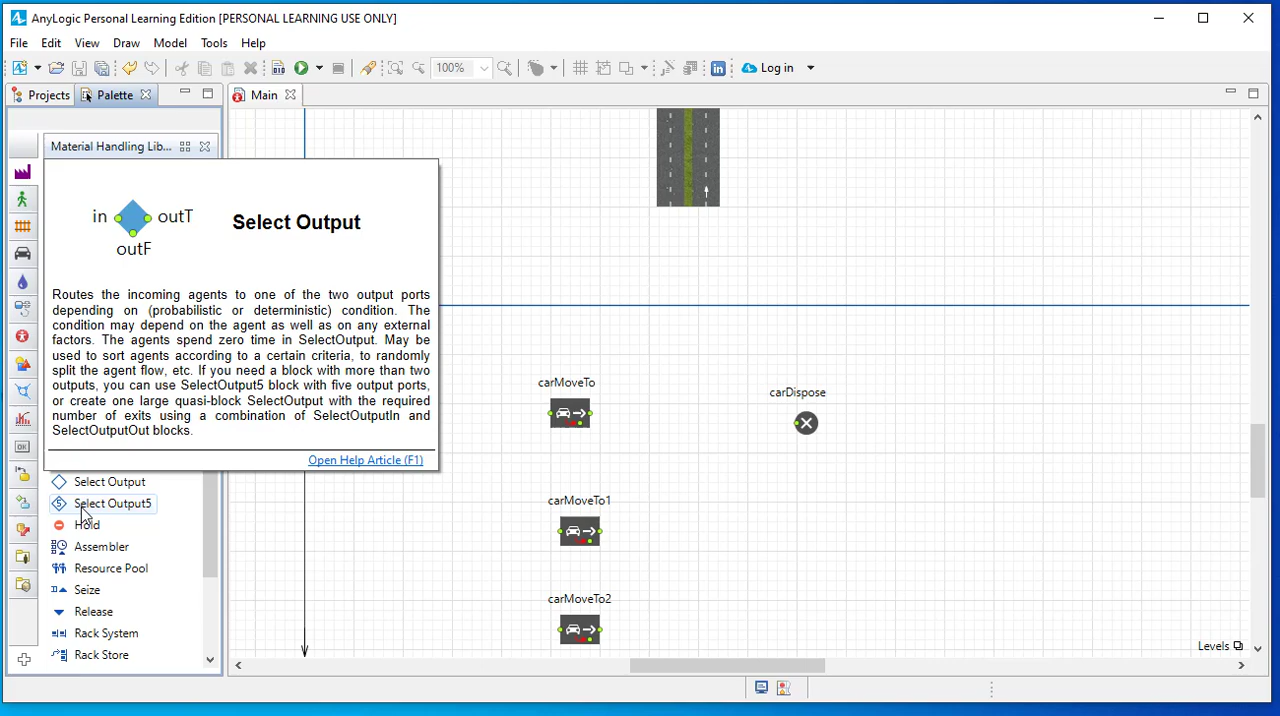 AnyLogic Personal Learning Edition [PERSONAL LEARNING USE ONLY]
File Edit View Draw Model Tools Help
100%
Log in
Projects
Palette
Main
Material Handling Lib...
in
outT
outF
Select Output
Routes the incoming agents to one of the two output ports
depending on (probabilistic or deterministic) condition. The
condition may depend on the agent as well as on any external
factors. The agents spend zero time in SelectOutput. May be
used to sort agents according to a certain criteria, to randomly
split the agent flow, etc. If you need a block with more than two
outputs, you can use SelectOutput5 block with five output ports,
or create one large quasi-block SelectOutput with the required
number of exits using a combination of SelectOutputIn and
SelectOutputOut blocks.
Open Help Article (F1)
Select Output
Select Output5
Hold
Assembler
Resource Pool
Seize
Release
Rack System
Rack Store
carMoveTo
carDispose
carMoveTo1
carMoveTo2
Levels